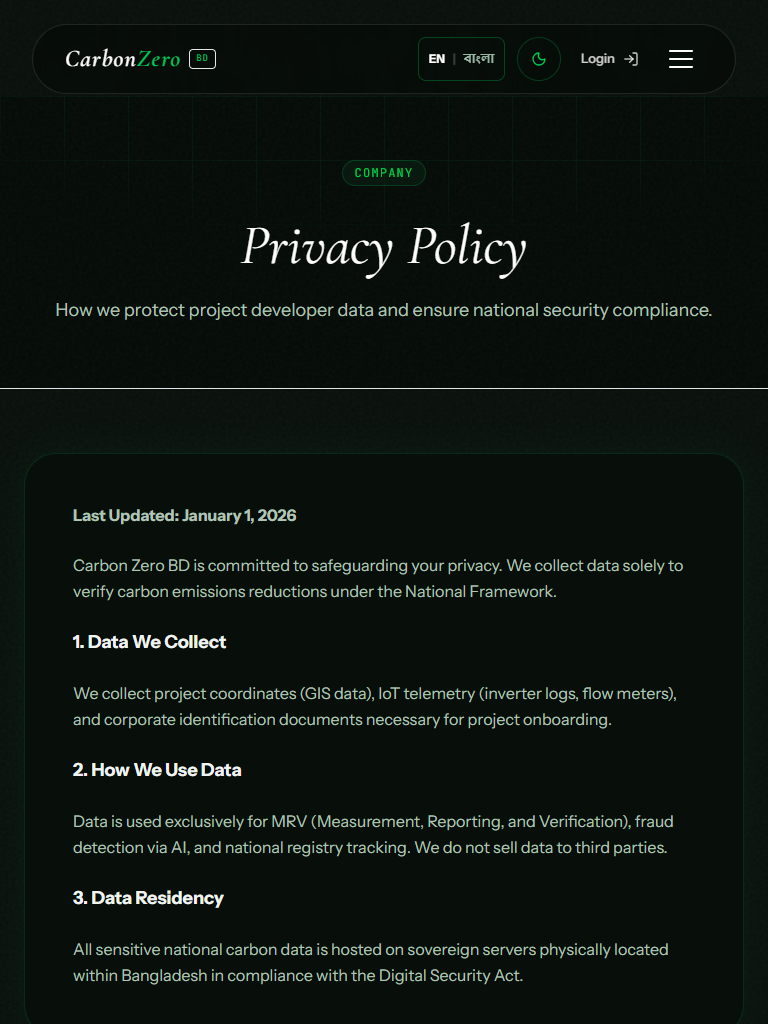 CarbonZero BD
EN | বাংলা
Login
COMPANY
Privacy Policy
How we protect project developer data and ensure national security compliance.
Last Updated: January 1, 2026
Carbon Zero BD is committed to safeguarding your privacy. We collect data solely to
verify carbon emissions reductions under the National Framework.
1. Data We Collect
We collect project coordinates (GIS data), IoT telemetry (inverter logs, flow meters),
and corporate identification documents necessary for project onboarding.
2. How We Use Data
Data is used exclusively for MRV (Measurement, Reporting, and Verification), fraud
detection via AI, and national registry tracking. We do not sell data to third parties.
3. Data Residency
All sensitive national carbon data is hosted on sovereign servers physically located
within Bangladesh in compliance with the Digital Security Act.